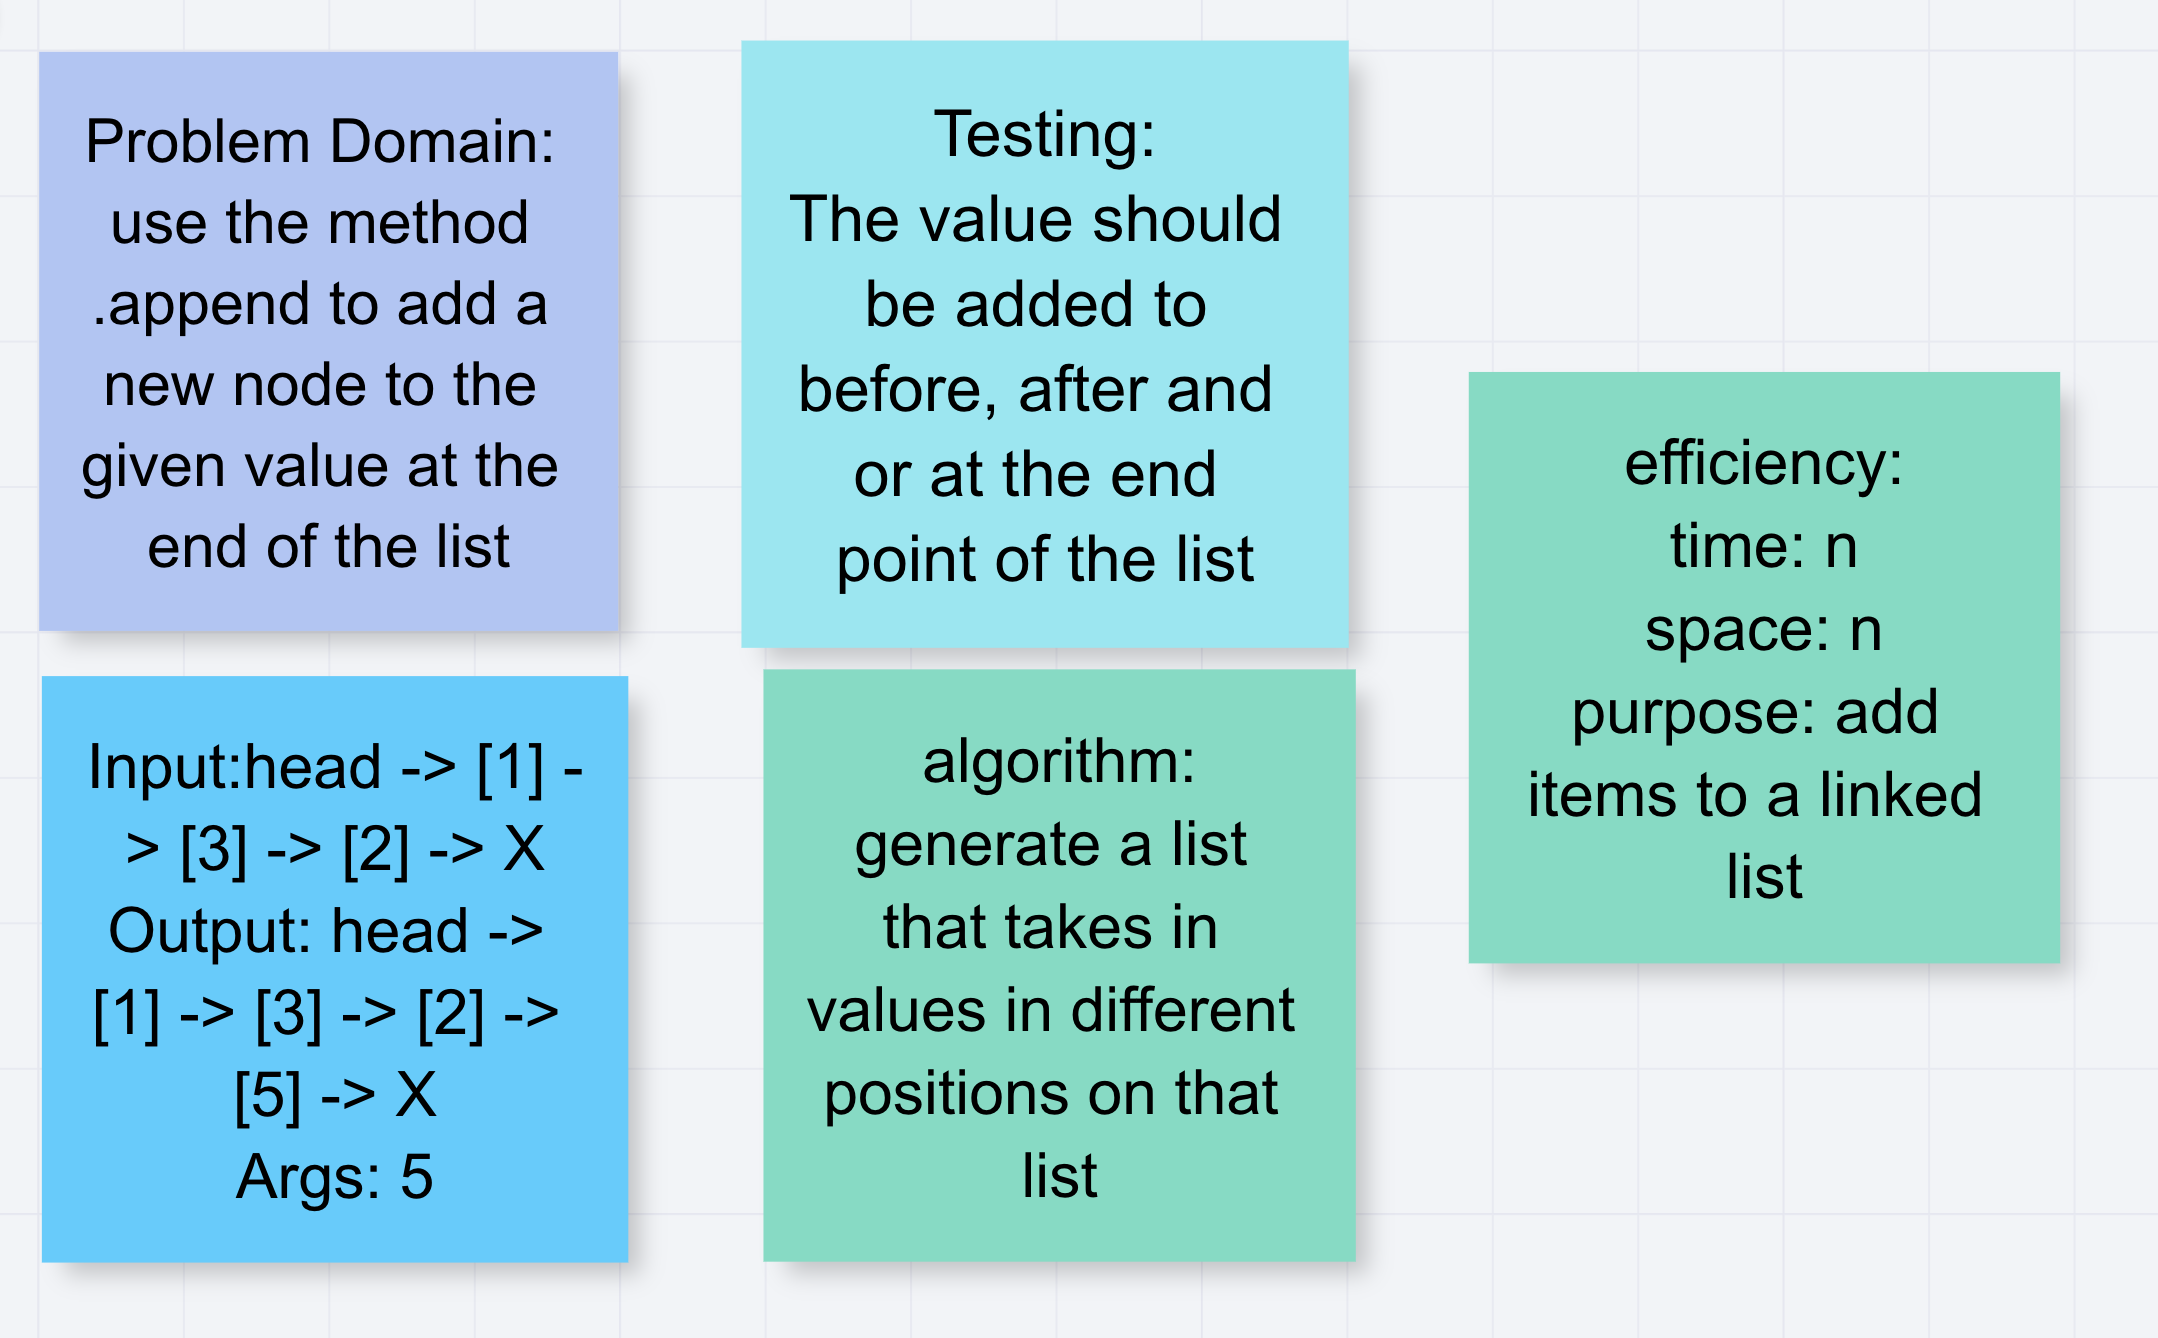 Problem Domain:
use the method
.append to add a
new node to the
given value at the
end of the list
Input:head -> [1] -
> [3] -> [2] -> X
Output: head ->
[1] -> [3] -> [2] ->
[5] -> X
Args: 5
Testing:
The value should
be added to
before, after and
or at the end
point of the list
algorithm:
generate a list
that takes in
values in different
positions on that
list
efficiency:
time: n
space: n
purpose: add
items to a linked
list